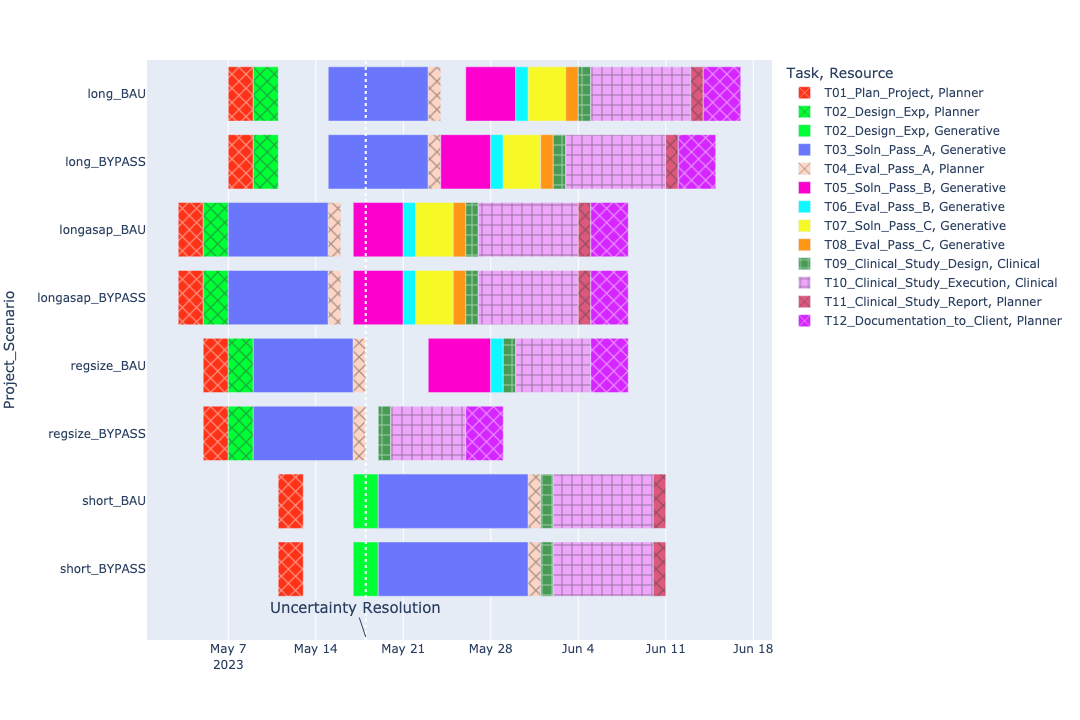 Project_Scenario
long_BAU
long_BYPASS
longasap_BAU
longasap_BYPASS
regsize_BAU
regsize_BYPASS
short_BAU
short_BYPASS
Uncertainty Resolution
May 7
2023
May 14
May 21
May 28
Jun 4
Jun 11
Jun 18
Task, Resource
T01_Plan_Project, Planner
T02_Design_Exp, Planner
T02_Design_Exp, Generative
T03_Soln_Pass_A, Generative
T04_Eval_Pass_A, Planner
T05_Soln_Pass_B, Generative
T06_Eval_Pass_B, Generative
T07_Soln_Pass_C, Generative
T08_Eval_Pass_C, Generative
T09_Clinical_Study_Design, Clinical
T10_Clinical_Study_Execution, Clinical
T11_Clinical_Study_Report, Planner
T12_Documentation_to_Client, Planner